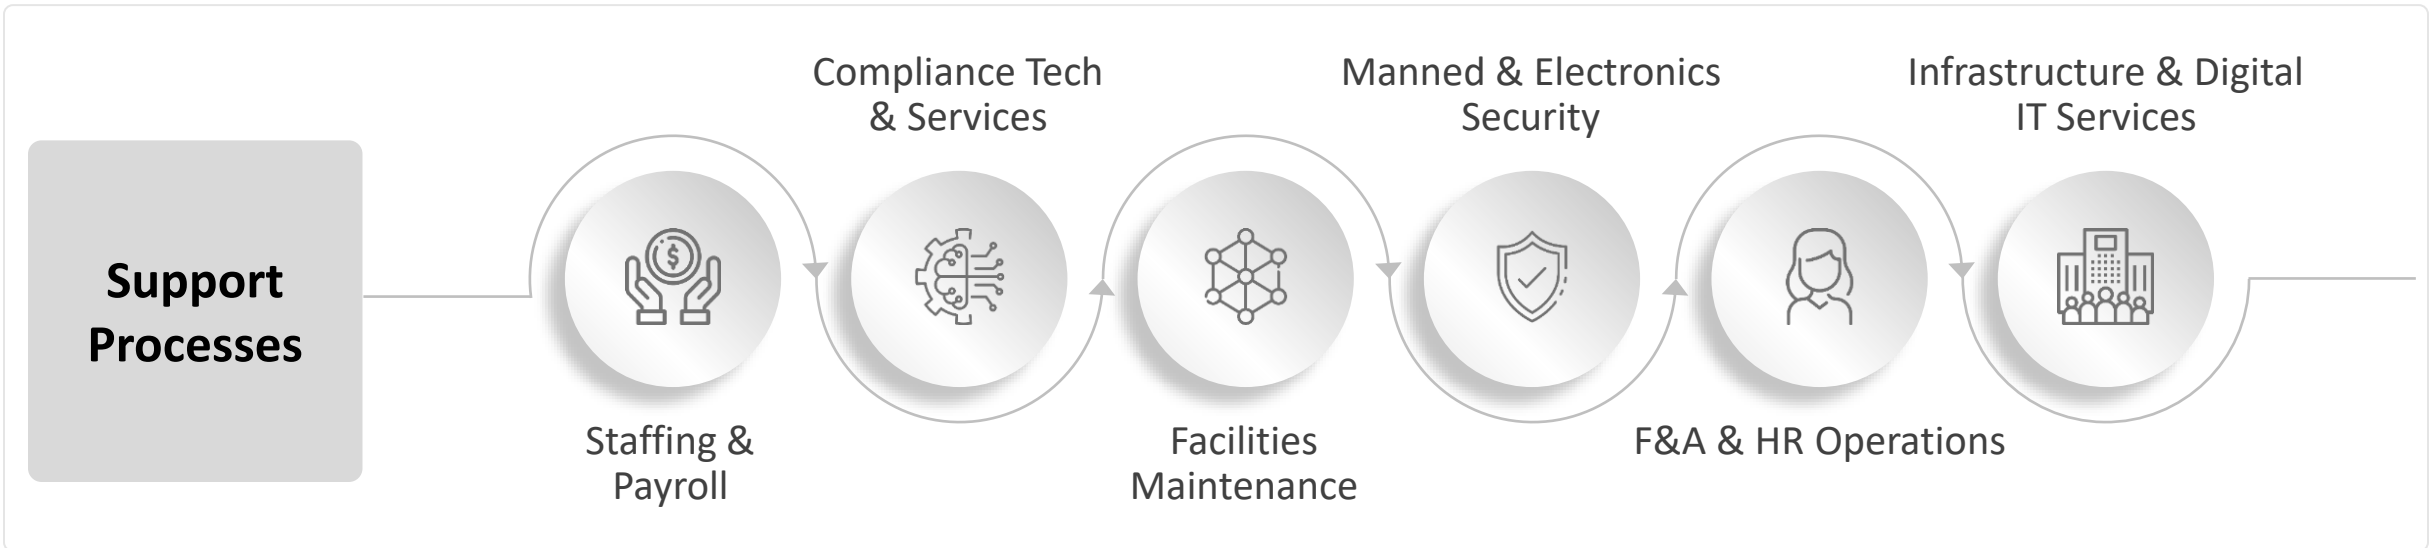 Support
Processes
Staffing &
Payroll
Compliance Tech
& Services
Facilities
Maintenance
Manned & Electronics
Security
F&A & HR Operations
Infrastructure & Digital
IT Services